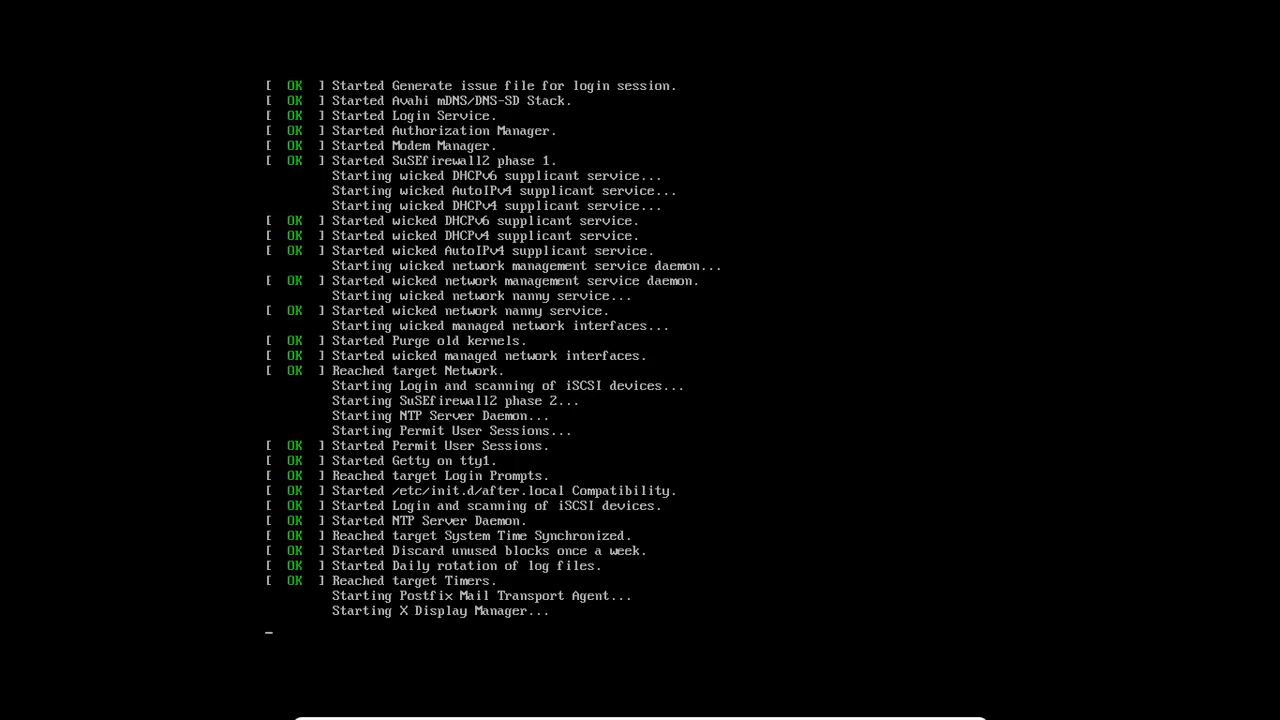 [  OK  ] Started Generate issue file for login session.
[  OK  ] Started Avahi mDNS/DNS-SD Stack.
[  OK  ] Started Login Service.
[  OK  ] Started Authorization Manager.
[  OK  ] Started Modem Manager.
[  OK  ] Started SuSEfirewall2 phase 1.
Starting wicked DHCPv6 supplicant service...
Starting wicked AutoIPv4 supplicant service...
Starting wicked DHCPv4 supplicant service...
[  OK  ] Started wicked DHCPv6 supplicant service.
[  OK  ] Started wicked DHCPv4 supplicant service.
[  OK  ] Started wicked AutoIPv4 supplicant service.
Starting wicked network management service daemon...
[  OK  ] Started wicked network management service daemon.
Starting wicked network nanny service...
[  OK  ] Started wicked network nanny service.
Starting wicked managed network interfaces...
[  OK  ] Started Purge old kernels.
[  OK  ] Started wicked managed network interfaces.
[  OK  ] Reached target Network.
Starting Login and scanning of iSCSI devices...
Starting SuSEfirewall2 phase 2...
Starting NTP Server Daemon...
Starting Permit User Sessions...
[  OK  ] Started Permit User Sessions.
[  OK  ] Started Getty on tty1.
[  OK  ] Reached target Login Prompts.
[  OK  ] Started /etc/init.d/after.local Compatibility.
[  OK  ] Started Login and scanning of iSCSI devices.
[  OK  ] Started NTP Server Daemon.
[  OK  ] Reached target System Time Synchronized.
[  OK  ] Started Discard unused blocks once a week.
[  OK  ] Started Daily rotation of log files.
[  OK  ] Reached target Timers.
Starting Postfix Mail Transport Agent...
Starting X Display Manager...